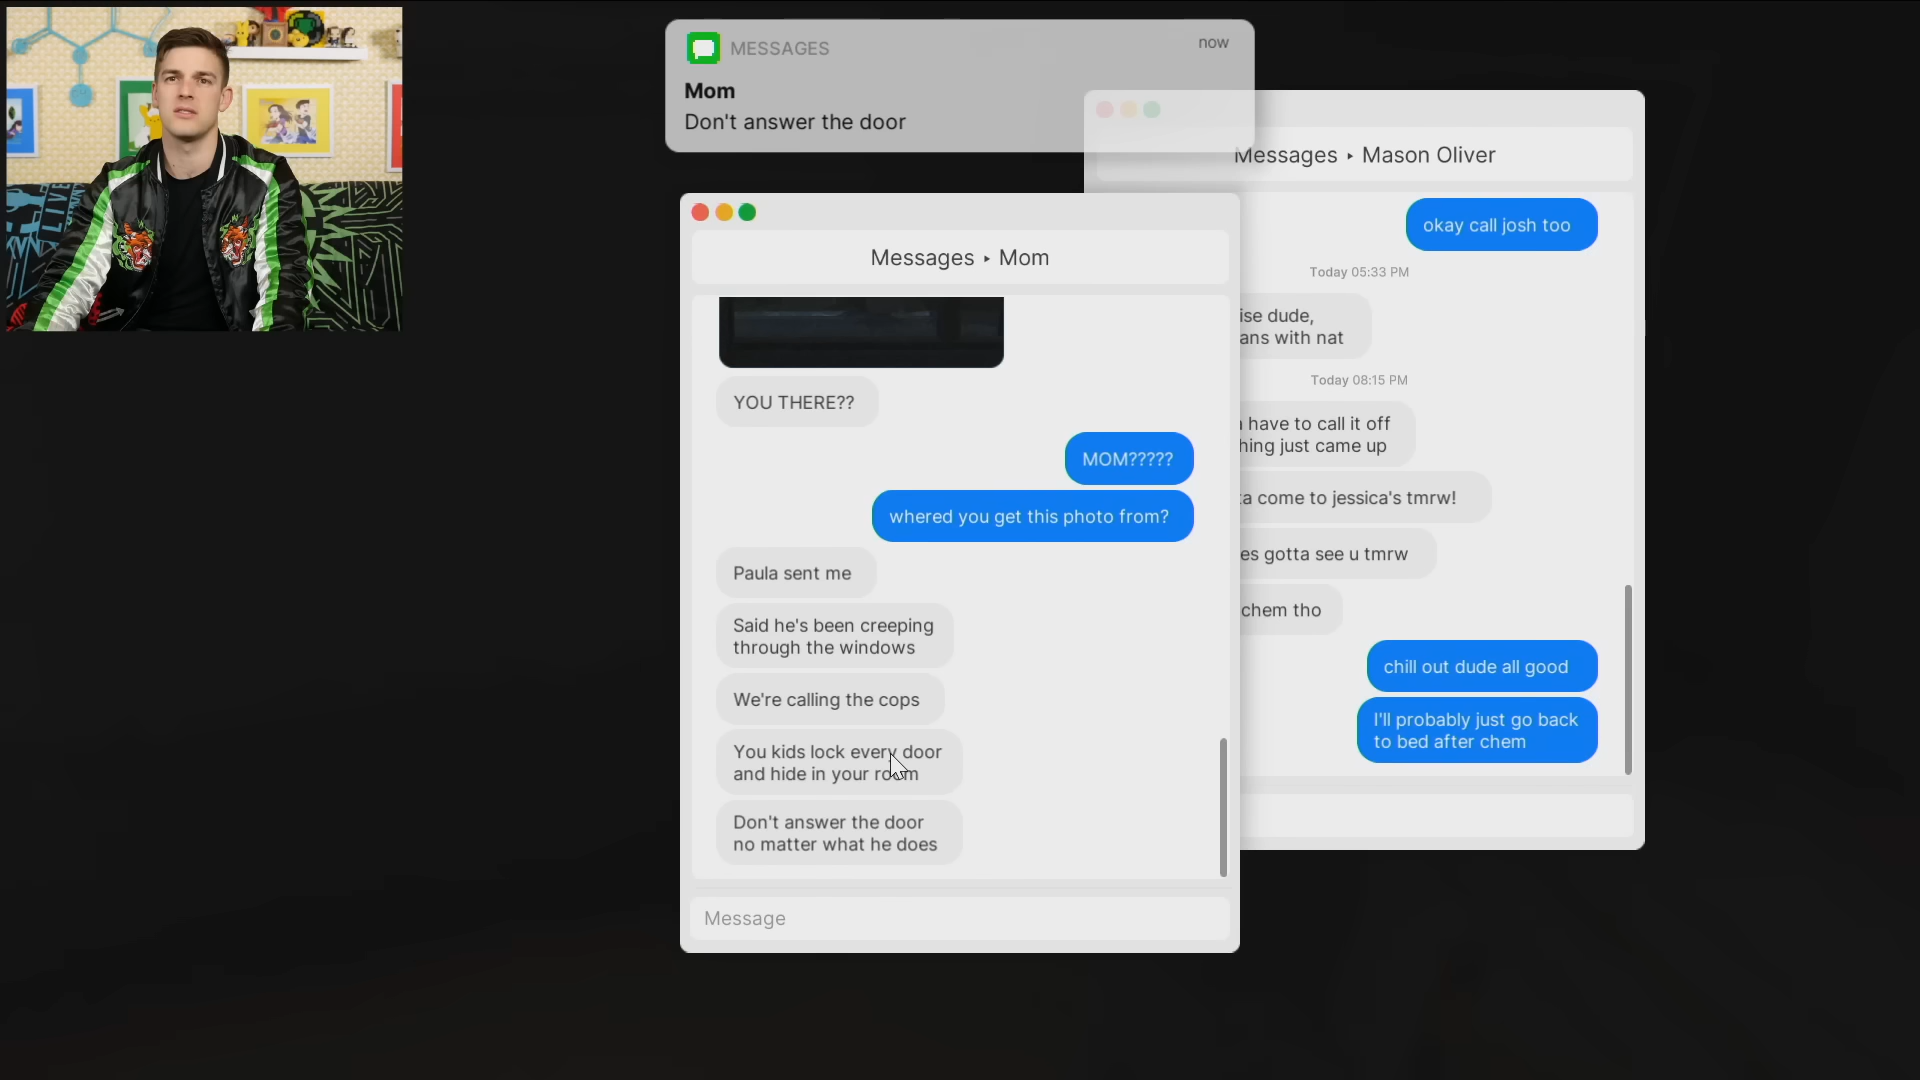 MESSAGES
now
Mom
Don't answer the door
Messages ▸ Mom
YOU THERE??
MOM?????
whered you get this photo from?
Paula sent me
Said he's been creeping
through the windows
We're calling the cops
You kids lock every door
and hide in your room
Don't answer the door
no matter what he does
Message
Messages ▸ Mason Oliver
okay call josh too
Today 05:33 PM
dude,
with nat
Today 08:15 PM
have to call it off
just came up
come to jessica's tmrw!
gotta see u tmrw
chem tho
chill out dude all good
I'll probably just go back
to bed after chem
LIVE